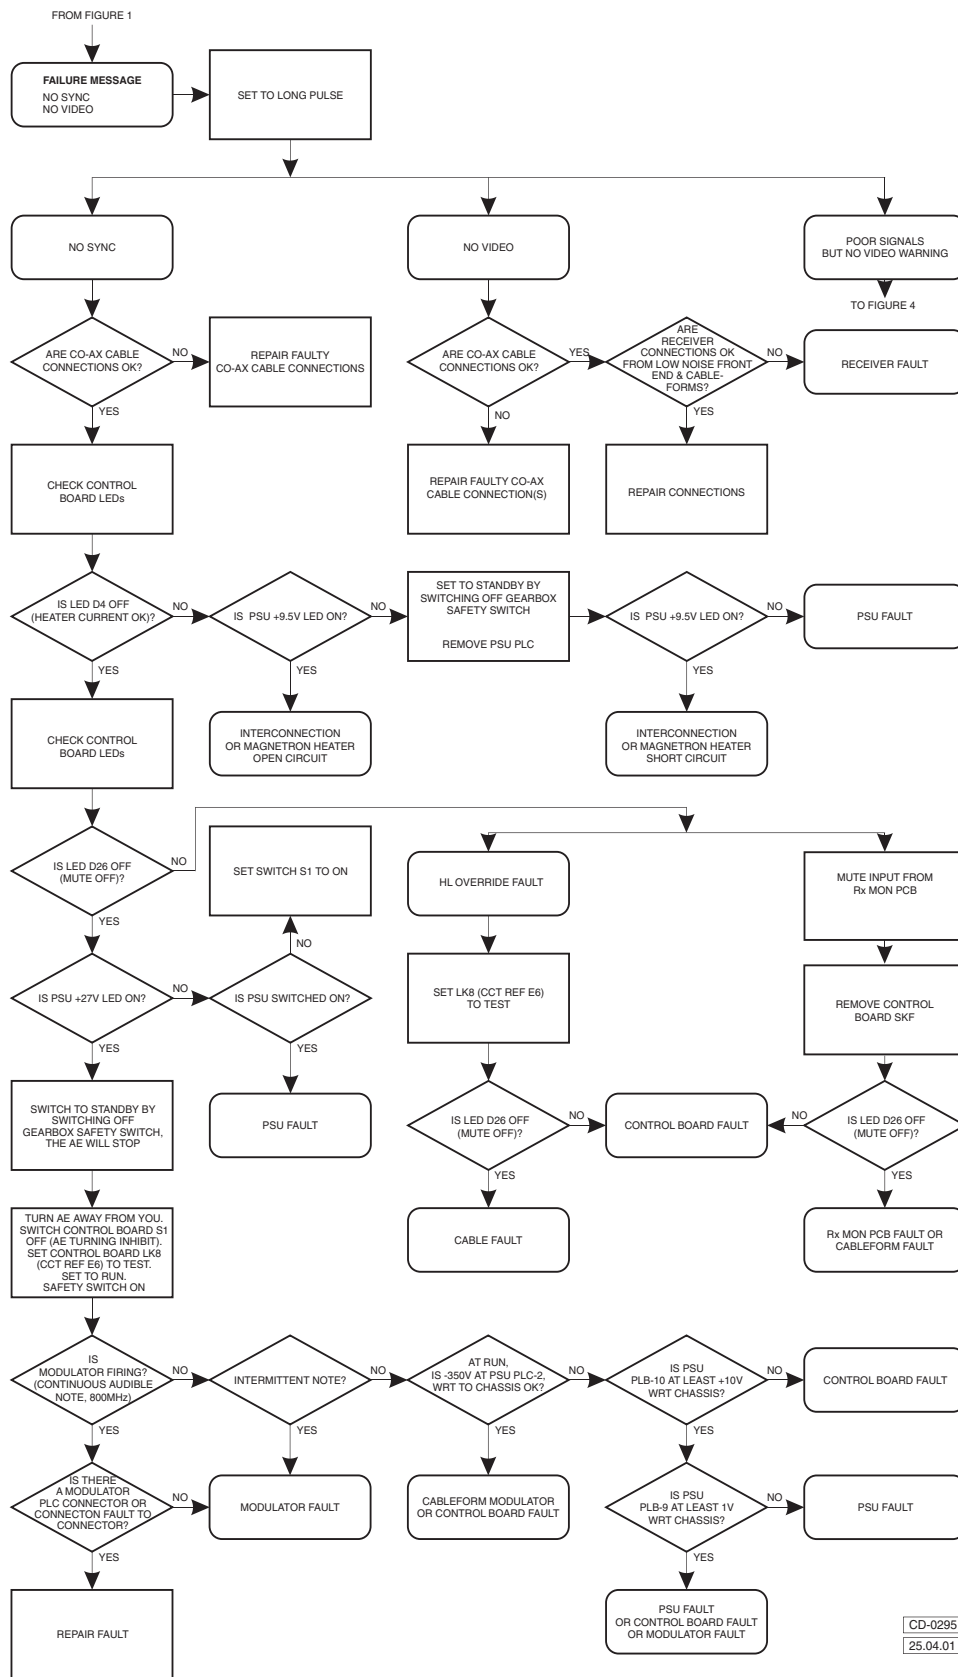 FROM FIGURE 1
FAILURE MESSAGE
NO SYNC
NO VIDEO
SET TO LONG PULSE
NO SYNC
NO VIDEO
POOR SIGNALS
BUT NO VIDEO WARNING
TO FIGURE 4
ARE CO-AX CABLE
CONNECTIONS OK?
NO
YES
REPAIR FAULTY
CO-AX CABLE CONNECTIONS
ARE CO-AX CABLE
CONNECTIONS OK?
YES
NO
ARE
RECEIVER
CONNECTIONS OK
FROM LOW NOISE FRONT
END & CABLE-
FORMS?
NO
YES
RECEIVER FAULT
CHECK CONTROL
BOARD LEDs
REPAIR FAULTY CO-AX
CABLE CONNECTION(S)
REPAIR CONNECTIONS
IS LED D4 OFF
(HEATER CURRENT OK)?
NO
YES
IS PSU +9.5V LED ON?
NO
YES
SET TO STANDBY BY
SWITCHING OFF GEARBOX
SAFETY SWITCH
REMOVE PSU PLC
IS PSU +9.5V LED ON?
NO
YES
PSU FAULT
CHECK CONTROL
BOARD LEDs
INTERCONNECTION
OR MAGNETRON HEATER
OPEN CIRCUIT
INTERCONNECTION
OR MAGNETRON HEATER
SHORT CIRCUIT
IS LED D26 OFF
(MUTE OFF)?
NO
YES
SET SWITCH S1 TO ON
NO
HL OVERRIDE FAULT
MUTE INPUT FROM
Rx MON PCB
IS PSU +27V LED ON?
NO
YES
IS PSU SWITCHED ON?
YES
SET LK8 (CCT REF E6)
TO TEST
REMOVE CONTROL
BOARD SKF
SWITCH TO STANDBY BY
SWITCHING OFF
GEARBOX SAFETY SWITCH,
THE AE WILL STOP
PSU FAULT
IS LED D26 OFF
(MUTE OFF)?
NO
YES
CONTROL BOARD FAULT
NO
IS LED D26 OFF
(MUTE OFF)?
YES
TURN AE AWAY FROM YOU.
SWITCH CONTROL BOARD S1
OFF (AE TURNING INHIBIT).
SET CONTROL BOARD LK8
(CCT REF E6) TO TEST.
SET TO RUN.
SAFETY SWITCH ON
CABLE FAULT
Rx MON PCB FAULT OR
CABLEFORM FAULT
IS
MODULATOR FIRING?
(CONTINUOUS AUDIBLE
NOTE, 800MHz)
NO
YES
INTERMITTENT NOTE?
NO
YES
AT RUN,
IS -350V AT PSU PLC-2,
WRT TO CHASSIS OK?
NO
YES
IS PSU
PLB-10 AT LEAST +10V
WRT CHASSIS?
NO
YES
CONTROL BOARD FAULT
IS THERE
A MODULATOR
PLC CONNECTOR OR
CONNECTON FAULT TO
CONNECTOR?
NO
YES
MODULATOR FAULT
CABLEFORM MODULATOR
OR CONTROL BOARD FAULT
IS PSU
PLB-9 AT LEAST 1V
WRT CHASSIS?
NO
YES
PSU FAULT
REPAIR FAULT
PSU FAULT
OR CONTROL BOARD FAULT
OR MODULATOR FAULT
CD-0295
25.04.01